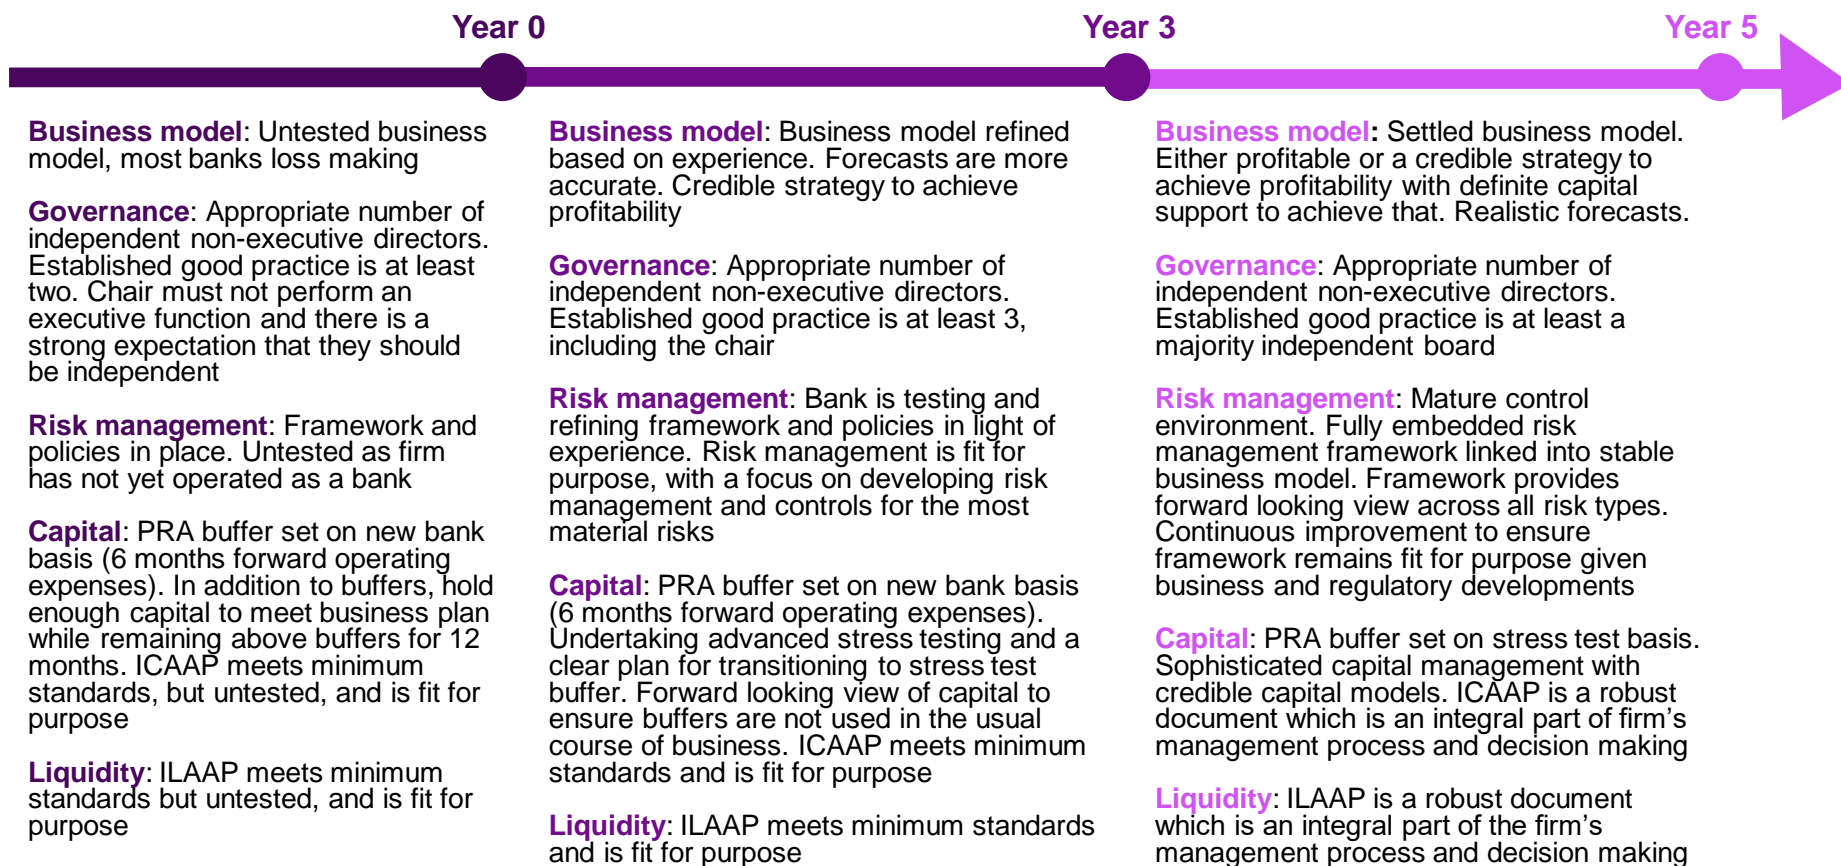 Year 0
Year 3
Year 5
Business model: Untested business
model, most banks loss making
Governance: Appropriate number of
independent non-executive directors.
Established good practice is at least
two. Chair must not perform an
executive function and there is a
strong expectation that they should
be independent
Risk management: Framework and
policies in place. Untested as firm
has not yet operated as a bank
Capital: PRA buffer set on new bank
basis (6 months forward operating
expenses). In addition to buffers, hold
enough capital to meet business plan
while remaining above buffers for 12
months. ICAAP meets minimum
standards, but untested, and is fit for
purpose
Liquidity: ILAAP meets minimum
standards but untested, and is fit for
purpose
Business model: Business model refined
based on experience. Forecasts are more
accurate. Credible strategy to achieve
profitability
Governance: Appropriate number of
independent non-executive directors.
Established good practice is at least 3,
including the chair
Risk management: Bank is testing and
refining framework and policies in light of
experience. Risk management is fit for
purpose, with a focus on developing risk
management and controls for the most
material risks
Capital: PRA buffer set on new bank basis
(6 months forward operating expenses).
Undertaking advanced stress testing and a
clear plan for transitioning to stress test
buffer. Forward looking view of capital to
ensure buffers are not used in the usual
course of business. ICAAP meets minimum
standards and is fit for purpose
Liquidity: ILAAP meets minimum standards
and is fit for purpose
Business model: Settled business model.
Either profitable or a credible strategy to
achieve profitability with definite capital
support to achieve that. Realistic forecasts.
Governance: Appropriate number of
independent non-executive directors.
Established good practice is at least a
majority independent board
Risk management: Mature control
environment. Fully embedded risk
management framework linked into stable
business model. Framework provides
forward looking view across all risk types.
Continuous improvement to ensure
framework remains fit for purpose given
business and regulatory developments
Capital: PRA buffer set on stress test basis.
Sophisticated capital management with
credible capital models. ICAAP is a robust
document which is an integral part of firm's
management process and decision making
Liquidity: ILAAP is a robust document
which is an integral part of the firm's
management process and decision making